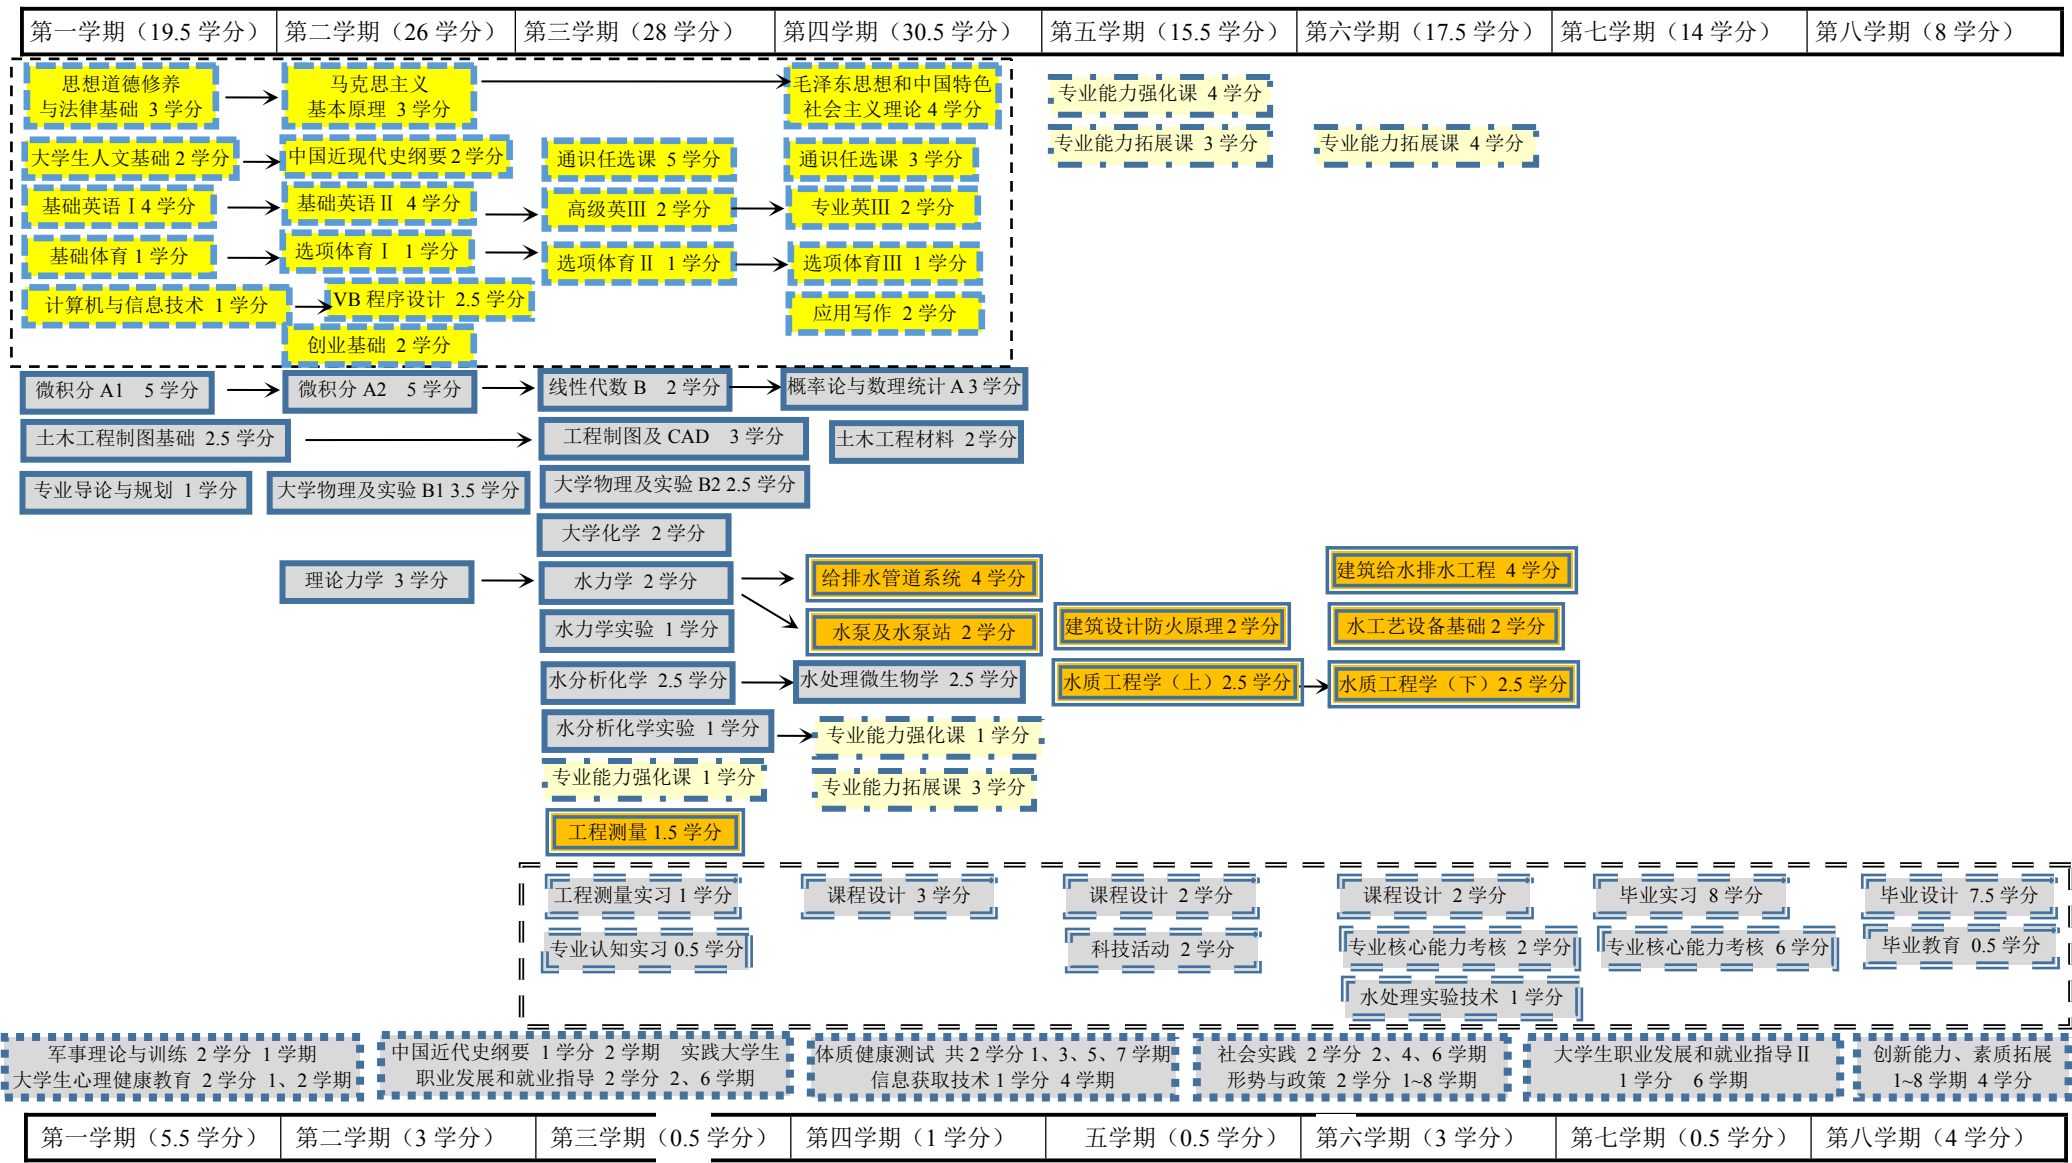 第一学期（19.5 学分） 第二学期（26 学分） 第三学期（28 学分） 第四学期（30.5 学分） 第五学期（15.5 学分） 第六学期（17.5 学分） 第七学期（14 学分） 第八学期（8 学分）
思想道德修养
与法律基础 3 学分
马克思主义
基本原理 3 学分
毛泽东思想和中国特色
社会主义理论 4 学分
专业能力强化课 4 学分
大学生人文基础 2 学分
中国近现代史纲要 2 学分
通识任选课 5 学分
通识任选课 3 学分
专业能力拓展课 3 学分
专业能力拓展课 4 学分
基础英语 Ⅰ 4 学分
基础英语 Ⅱ 4 学分
高级英Ⅲ 2 学分
专业英Ⅲ 2 学分
基础体育 1 学分
选项体育 Ⅰ 1 学分
选项体育 Ⅱ 1 学分
选项体育Ⅲ 1 学分
计算机与信息技术 1 学分
VB 程序设计 2.5 学分
应用写作 2 学分
创业基础 2 学分
微积分 A1 5 学分
微积分 A2 5 学分
线性代数 B 2 学分
概率论与数理统计 A 3 学分
土木工程制图基础 2.5 学分
工程制图及 CAD 3 学分
土木工程材料 2 学分
专业导论与规划 1 学分
大学物理及实验 B1 3.5 学分
大学物理及实验 B2 2.5 学分
大学化学 2 学分
理论力学 3 学分
水力学 2 学分
给排水管道系统 4 学分
建筑给水排水工程 4 学分
水力学实验 1 学分
水泵及水泵站 2 学分
建筑设计防火原理 2 学分
水工艺设备基础 2 学分
水分析化学 2.5 学分
水处理微生物学 2.5 学分
水质工程学（上）2.5 学分
水质工程学（下）2.5 学分
水分析化学实验 1 学分
专业能力强化课 1 学分
专业能力强化课 1 学分
专业能力拓展课 3 学分
工程测量 1.5 学分
工程测量实习 1 学分
课程设计 3 学分
课程设计 2 学分
课程设计 2 学分
毕业实习 8 学分
毕业设计 7.5 学分
专业认知实习 0.5 学分
科技活动 2 学分
专业核心能力考核 2 学分
专业核心能力考核 6 学分
毕业教育 0.5 学分
水处理实验技术 1 学分
军事理论与训练 2 学分 1 学期
大学生心理健康教育 2 学分 1、2 学期
中国近代史纲要 1 学分 2 学期 实践大学生
职业发展和就业指导 2 学分 2、6 学期
体质健康测试 共 2 学分 1、3、5、7 学期
信息获取技术 1 学分 4 学期
社会实践 2 学分 2、4、6 学期
形势与政策 2 学分 1~8 学期
大学生职业发展和就业指导Ⅱ
1 学分 6 学期
创新能力、素质拓展
1~8 学期 4 学分
第一学期（5.5 学分） 第二学期（3 学分） 第三学期（0.5 学分） 第四学期（1 学分） 五学期（0.5 学分） 第六学期（3 学分） 第七学期（0.5 学分） 第八学期（4 学分）